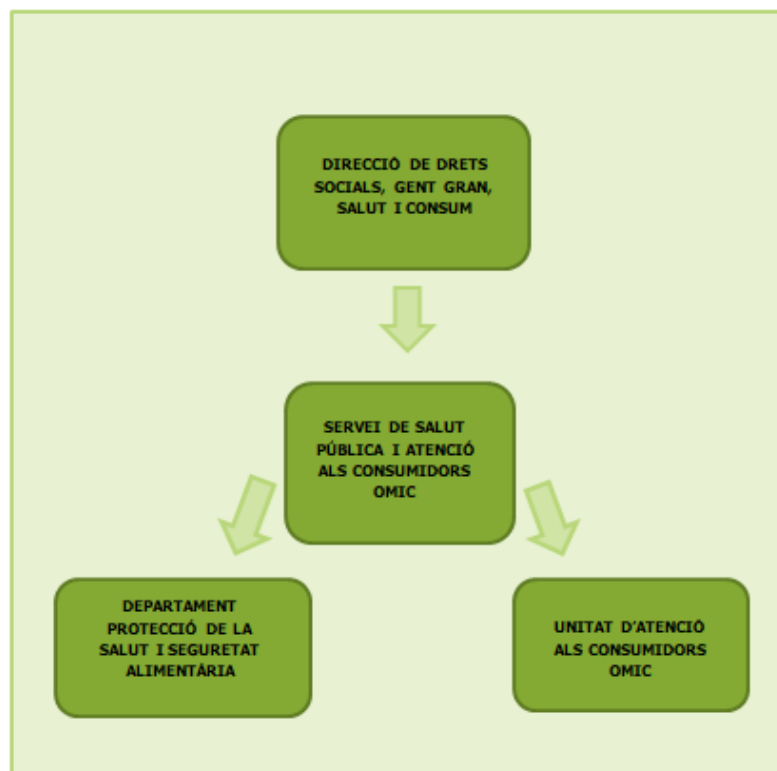 DIRECCIÓ DE DRETS
SOCIALS, GENT GRAN,
SALUT I CONSUM
SERVEI DE SALUT
PÚBLICA I ATENCIÓ
ALS CONSUMIDORS
OMIC
DEPARTAMENT
PROTECCIÓ DE LA
SALUT I SEGURETAT
ALIMENTÀRIA
UNITAT D'ATENCIÓ
ALS CONSUMIDORS
OMIC